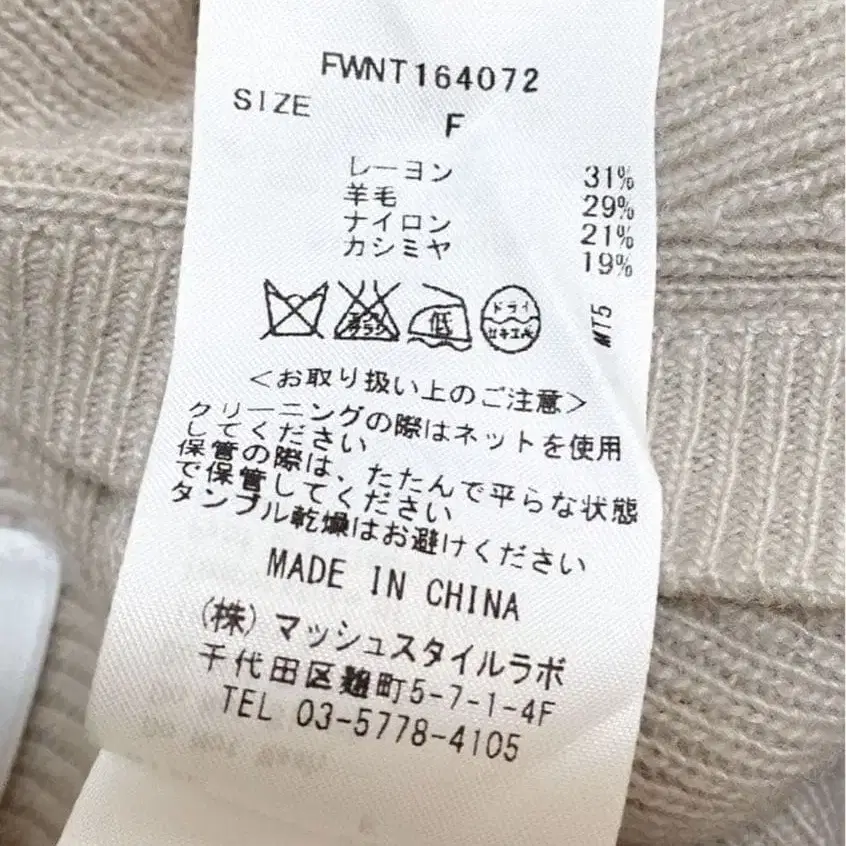 FWNT164072
SIZE F
レーヨン 31%
羊毛 29%
ナイロン 21%
カシミヤ 19%
エンソサラシ 低 ドライ セキユ系
MT5
<お取り扱い上のご注意>
クリーニングの際はネットを使用
してください
保管の際は、たたんで平らな状態
で保管してください
タンブル乾燥はお避けください
MADE IN CHINA
(株)マッシュスタイルラボ
千代田区麹町5-7-1-4F
TEL 03-5778-4105